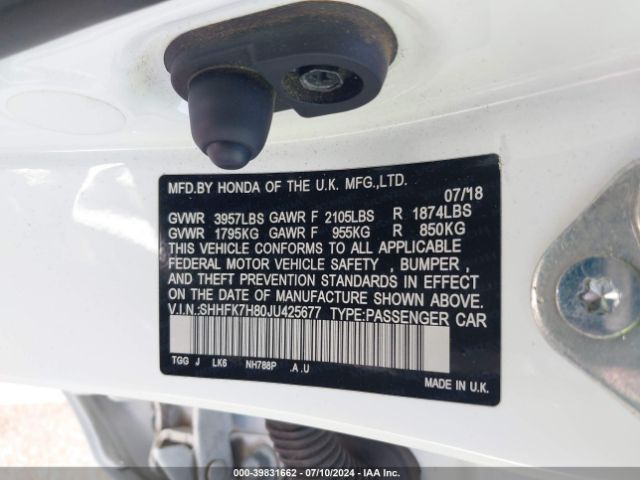 MFD.BY HONDA OF THE U.K. MFG.,LTD.
07/'18
GVWR 3957LBS GAWR F 2105LBS R 1874LBS
GVWR 1795KG GAWR F 955KG R 850KG
THIS VEHICLE CONFORMS TO ALL APPLICABLE
FEDERAL MOTOR VEHICLE SAFETY , BUMPER ,
AND THEFT PREVENTION STANDARDS IN EFFECT
ON THE DATE OF MANUFACTURE SHOWN ABOVE.
V.I.N.:SHHFK7H80JU425677 TYPE:PASSENGER CAR
TGG J LK6 NH788P .A .U
MADE IN U.K.
000-39831662 - 07/10/2024 - IAA Inc.